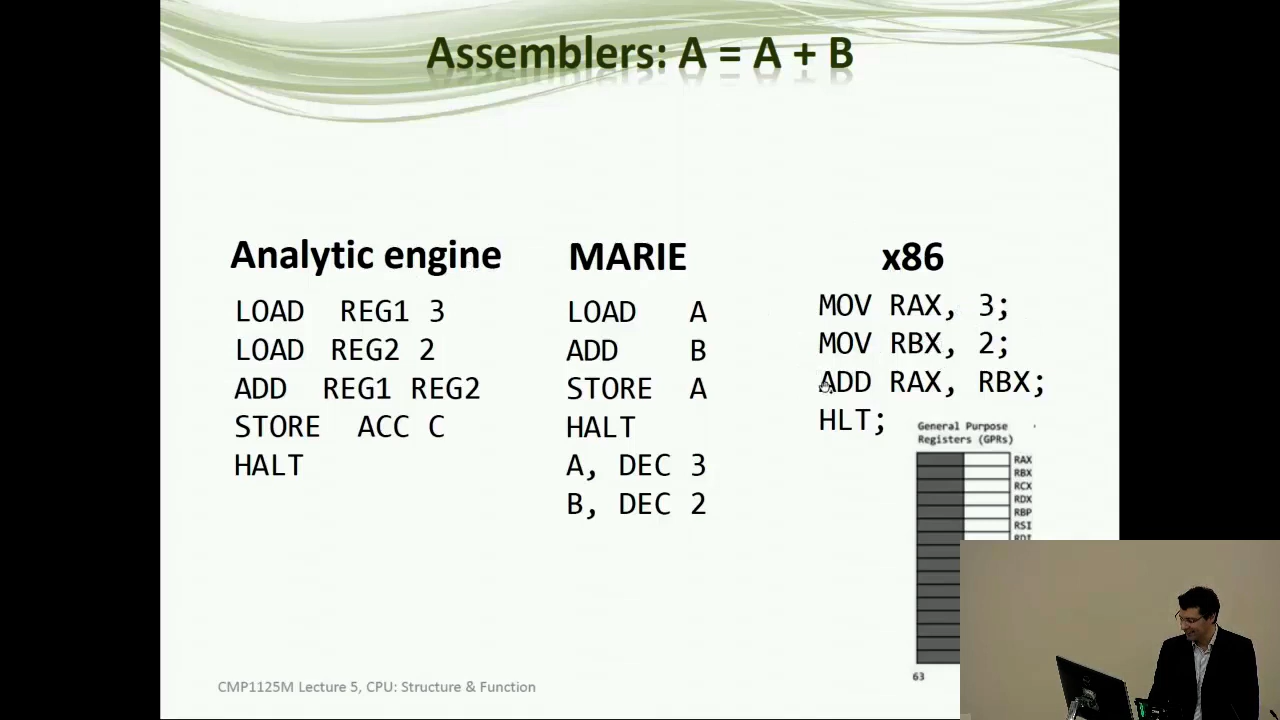 Assemblers: A = A + B
Analytic engine
LOAD REG1 3
LOAD REG2 2
ADD REG1 REG2
STORE ACC C
HALT
MARIE
LOAD A
ADD B
STORE A
HALT
A, DEC 3
B, DEC 2
x86
MOV RAX, 3;
MOV RBX, 2;
ADD RAX, RBX;
HLT;
General Purpose
Registers (GPRs)
RAX
RBX
RCX
RDX
RBP
RSI
RDI
63
CMP1125M Lecture 5, CPU: Structure & Function